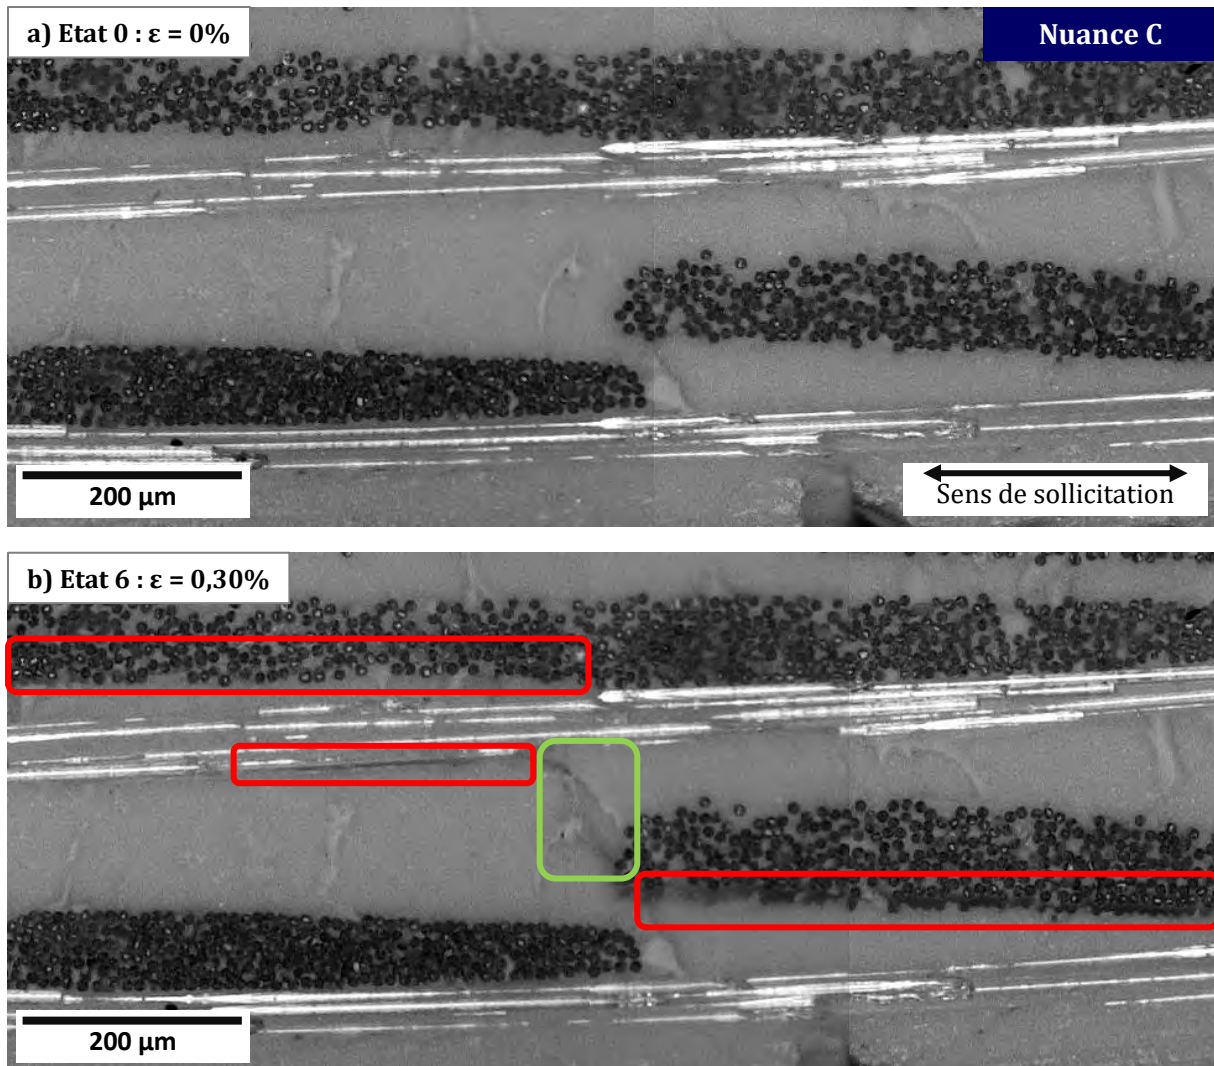 a) Etat 0 : ε = 0%
Nuance C
200 µm
Sens de sollicitation
b) Etat 6 : ε = 0,30%
200 µm